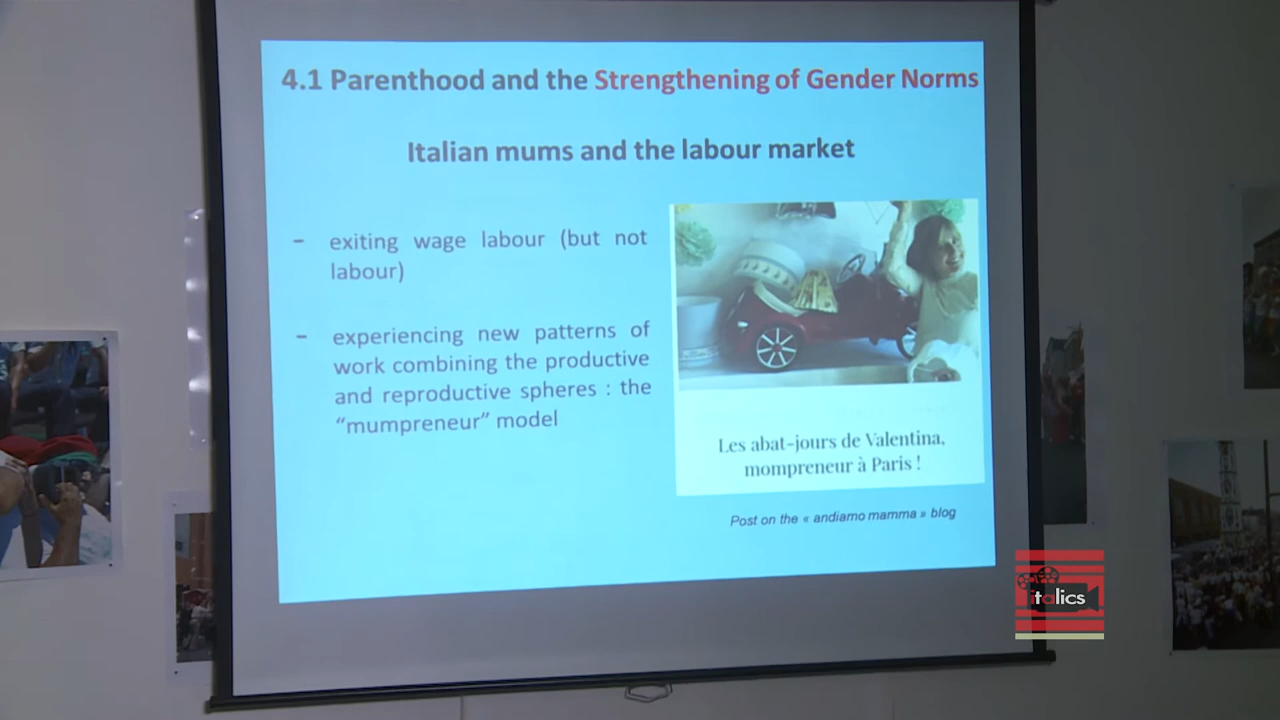 4.1 Parenthood and the Strengthening of Gender Norms
Italian mums and the labour market
- exiting wage labour (but not
labour)
- experiencing new patterns of
work combining the productive
and reproductive spheres : the
“mumpreneur” model
Les abat-jours de Valentina,
mompreneur à Paris !
Post on the « andiamo mamma » blog
italics